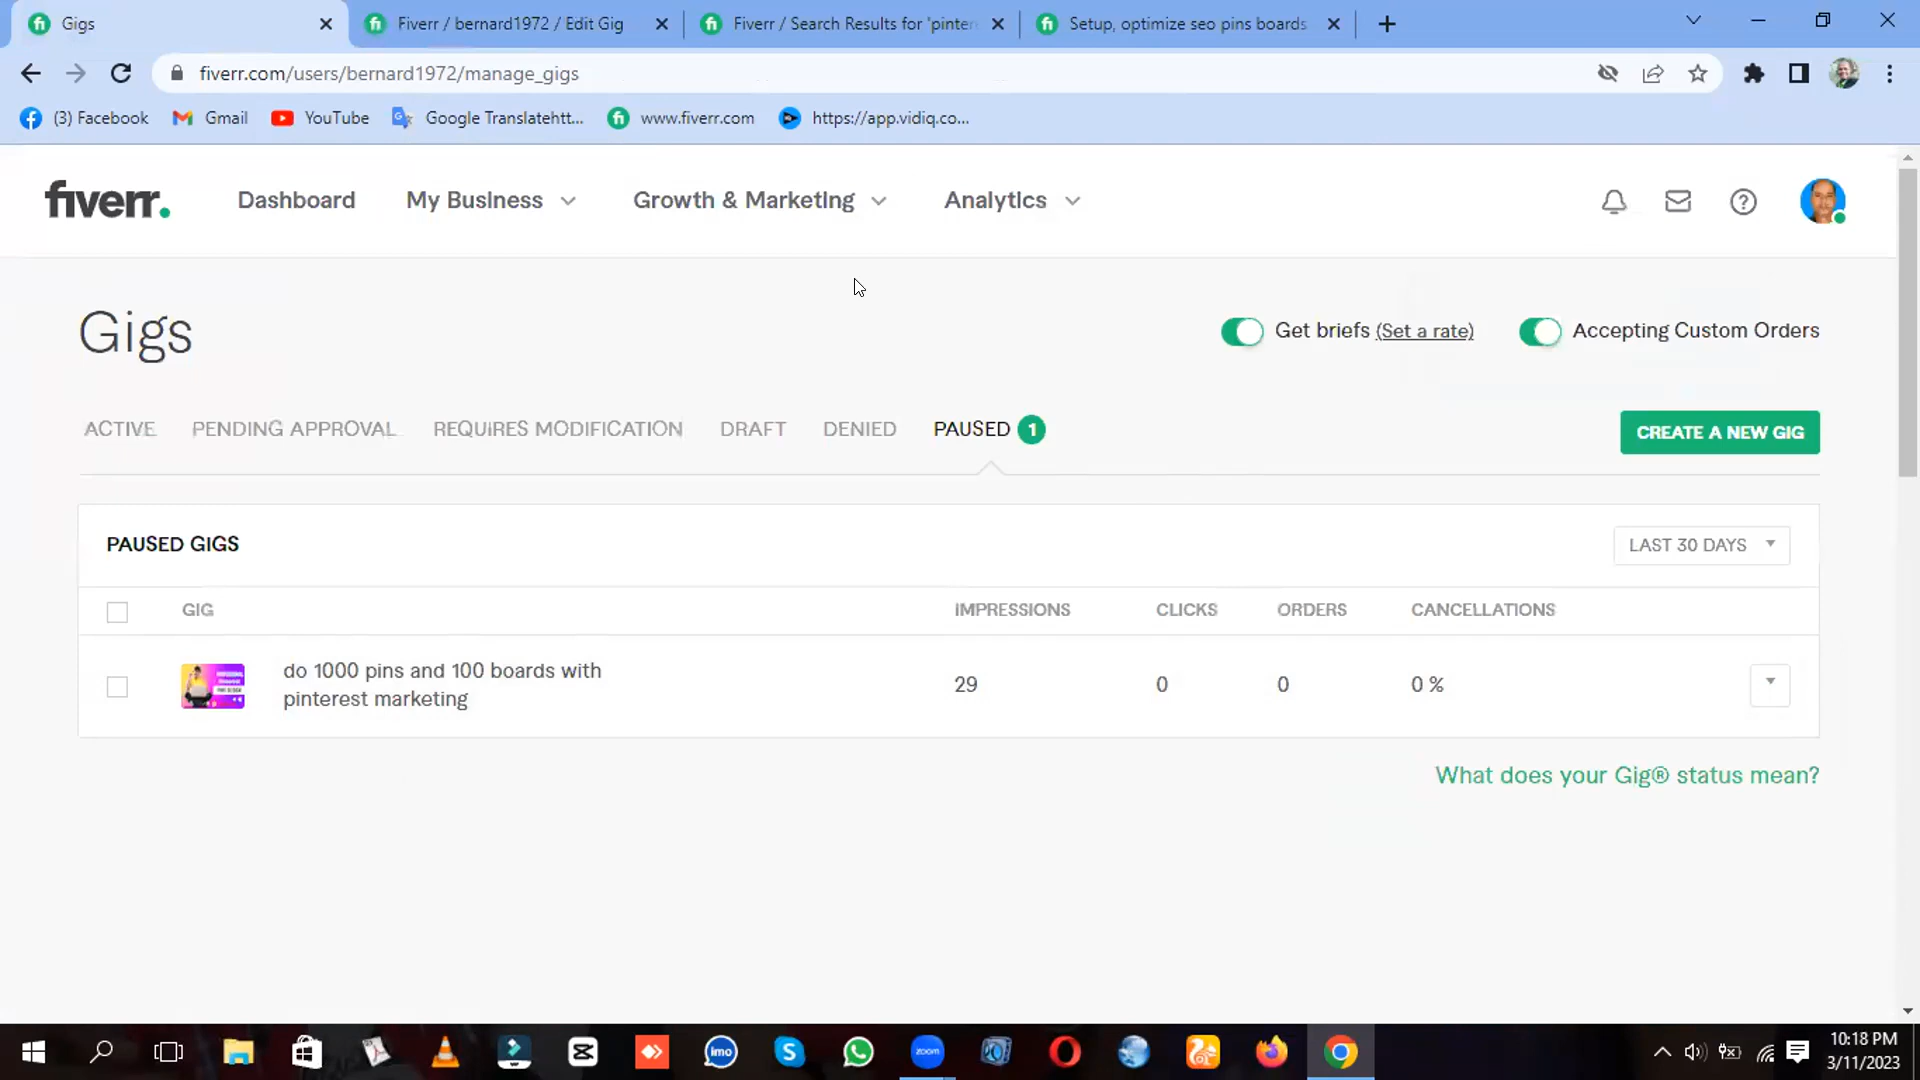 Gigs
Fiverr / bernard1972 / Edit Gig
Fiverr / Search Results for 'pinter
Setup, optimize seo pins boards
fiverr.com/users/bernard1972/manage_gigs
(3) Facebook
Gmail
YouTube
Google Translatehtt...
www.fiverr.com
https://app.vidiq.co...
fiverr.
Dashboard
My Business
Growth & Marketing
Analytics
Gigs
Get briefs (Set a rate)
Accepting Custom Orders
ACTIVE
PENDING APPROVAL
REQUIRES MODIFICATION
DRAFT
DENIED
PAUSED 1
CREATE A NEW GIG
PAUSED GIGS
LAST 30 DAYS
GIG
IMPRESSIONS
CLICKS
ORDERS
CANCELLATIONS
do 1000 pins and 100 boards with
pinterest marketing
29
0
0
0 %
What does your Gig® status mean?
imo
zoom
10:18 PM
3/11/2023